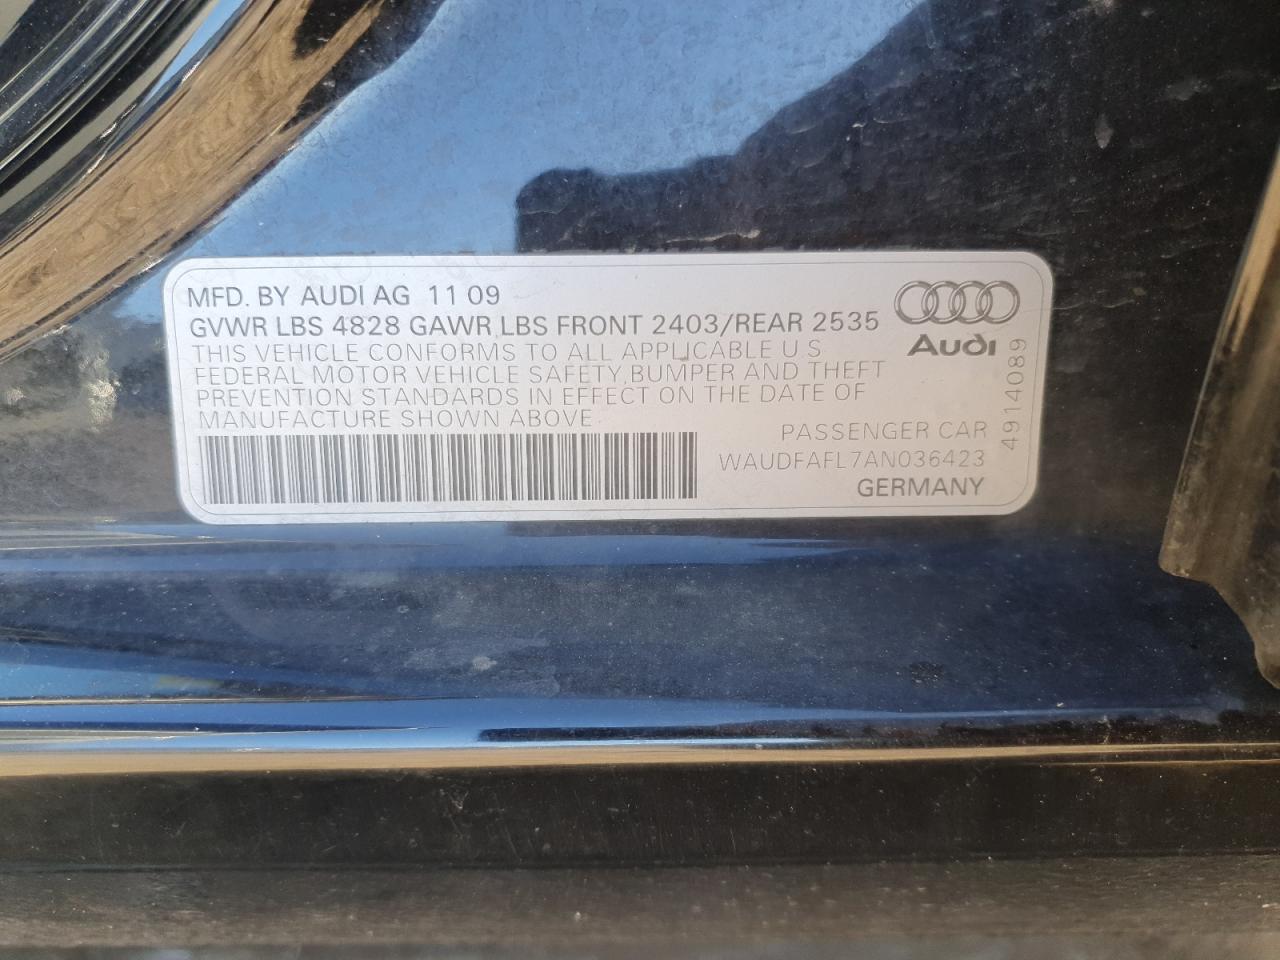 MFD. BY AUDI AG 11 09
GVWR LBS 4828 GAWR LBS FRONT 2403/REAR 2535
THIS VEHICLE CONFORMS TO ALL APPLICABLE U S
FEDERAL MOTOR VEHICLE SAFETY, BUMPER AND THEFT
PREVENTION STANDARDS IN EFFECT ON THE DATE OF
MANUFACTURE SHOWN ABOVE.
Audi
PASSENGER CAR
WAUDFAFL7AN036423
GERMANY
4914089